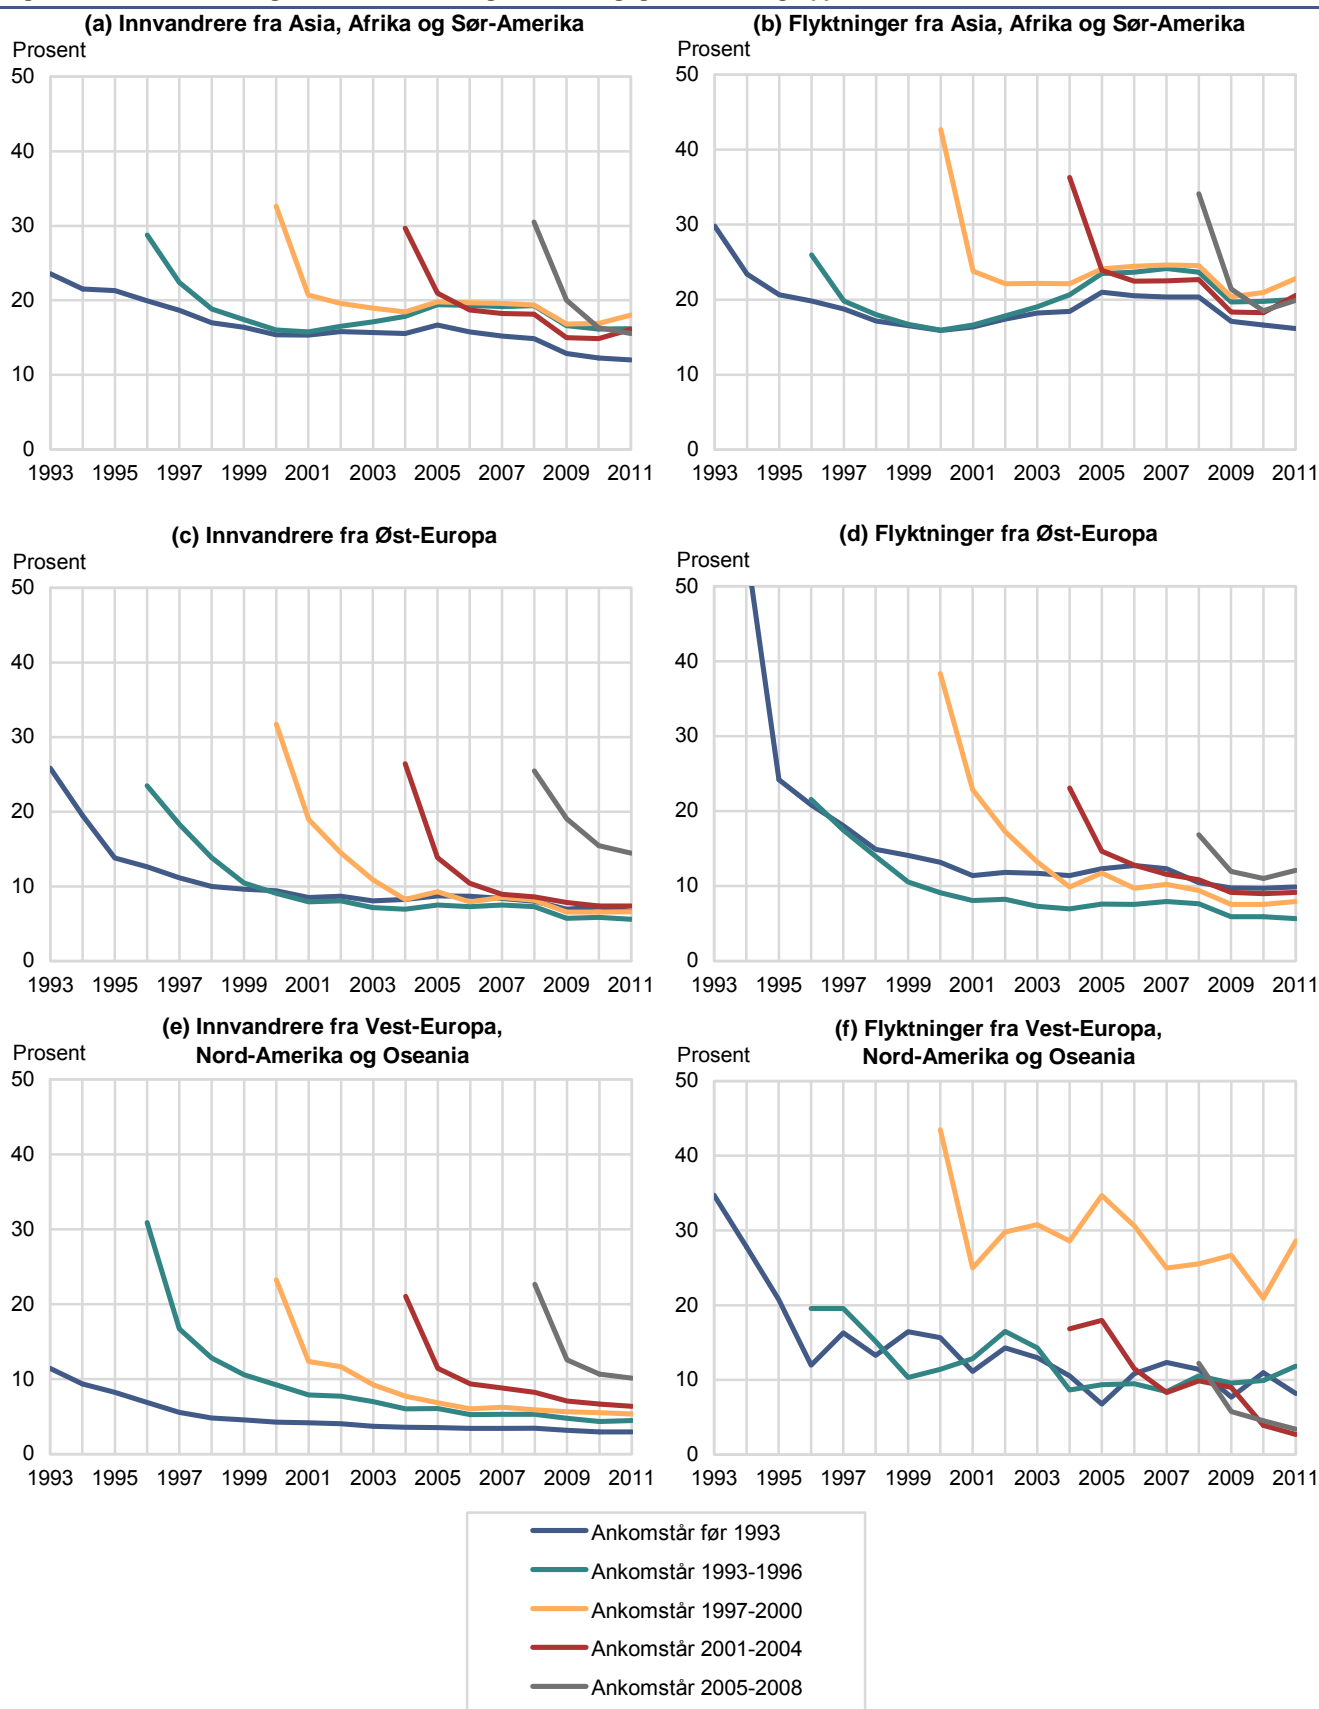 (a) Innvandrere fra Asia, Afrika og Sør-Amerika
Prosent
50
40
30
20
10
0
1993 1995 1997 1999 2001 2003 2005 2007 2009 2011
(b) Flyktninger fra Asia, Afrika og Sør-Amerika
Prosent
50
40
30
20
10
0
1993 1995 1997 1999 2001 2003 2005 2007 2009 2011
(c) Innvandrere fra Øst-Europa
Prosent
50
40
30
20
10
0
1993 1995 1997 1999 2001 2003 2005 2007 2009 2011
(d) Flyktninger fra Øst-Europa
Prosent
50
40
30
20
10
0
1993 1995 1997 1999 2001 2003 2005 2007 2009 2011
(e) Innvandrere fra Vest-Europa,
Nord-Amerika og Oseania
Prosent
50
40
30
20
10
0
1993 1995 1997 1999 2001 2003 2005 2007 2009 2011
(f) Flyktninger fra Vest-Europa,
Nord-Amerika og Oseania
Prosent
50
40
30
20
10
0
1993 1995 1997 1999 2001 2003 2005 2007 2009 2011
Ankomstår før 1993
Ankomstår 1993-1996
Ankomstår 1997-2000
Ankomstår 2001-2004
Ankomstår 2005-2008